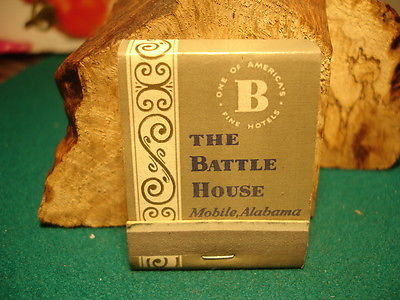 ONE OF AMERICA'S
B
FINE HOTELS
THE
BATTLE
HOUSE
Mobile, Alabama